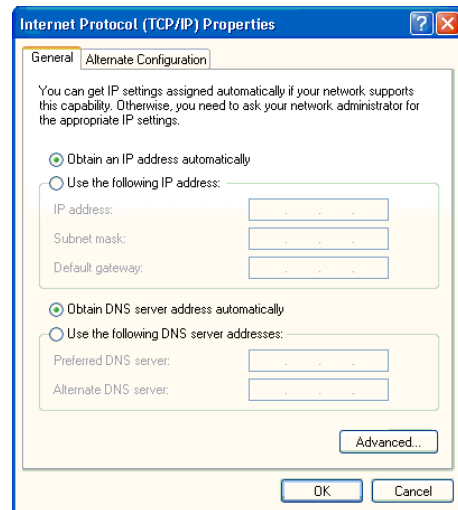 Internet Protocol (TCP/IP) Properties
General
Alternate Configuration
You can get IP settings assigned automatically if your network supports
this capability. Otherwise, you need to ask your network administrator for
the appropriate IP settings.
Obtain an IP address automatically
Use the following IP address:
IP address:
Subnet mask:
Default gateway:
Obtain DNS server address automatically
Use the following DNS server addresses:
Preferred DNS server:
Alternate DNS server:
Advanced...
OK
Cancel